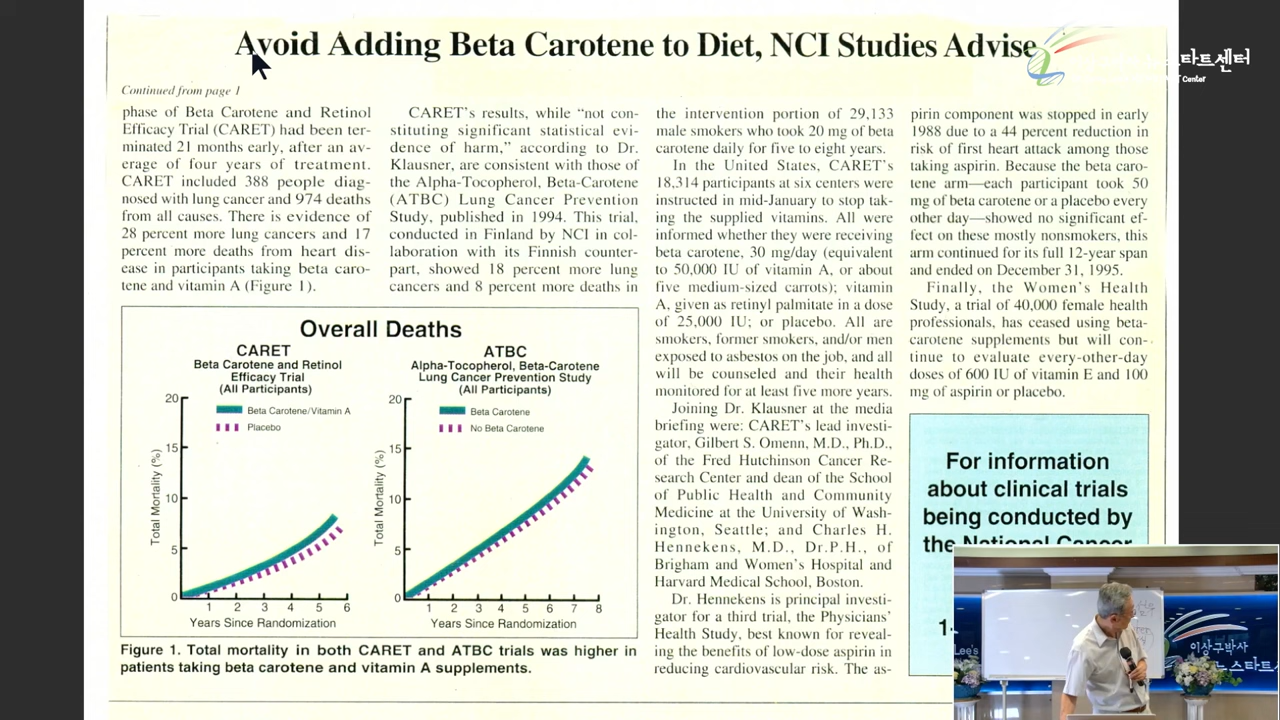 Avoid Adding Beta Carotene to Diet, NCI Studies Advise
스타트센터
Center
Continued from page 1
phase of Beta Carotene and Retinol
Efficacy Trial (CARET) had been ter-
minated 21 months early, after an av-
erage of four years of treatment.
CARET included 388 people diag-
nosed with lung cancer and 974 deaths
from all causes. There is evidence of
28 percent more lung cancers and 17
percent more deaths from heart dis-
ease in participants taking beta caro-
tene and vitamin A (Figure 1).
CARET's results, while "not con-
stituting significant statistical evi-
dence of harm," according to Dr.
Klausner, are consistent with those of
the Alpha-Tocopherol, Beta-Carotene
(ATBC) Lung Cancer Prevention
Study, published in 1994. This trial,
conducted in Finland by NCI in col-
laboration with its Finnish counter-
part, showed 18 percent more lung
cancers and 8 percent more deaths in
Overall Deaths
CARET
Beta Carotene and Retinol
Efficacy Trial
(All Participants)
Beta Carotene/Vitamin A
Placebo
Total Mortality (%)
20
15
10
5
0
1 2 3 4 5 6
Years Since Randomization
ATBC
Alpha-Tocopherol, Beta-Carotene
Lung Cancer Prevention Study
(All Participants)
Beta Carotene
No Beta Carotene
Total Mortality (%)
20
15
10
5
0
1 2 3 4 5 6 7 8
Years Since Randomization
Figure 1. Total mortality in both CARET and ATBC trials was higher in
patients taking beta carotene and vitamin A supplements.
the intervention portion of 29,133
male smokers who took 20 mg of beta
carotene daily for five to eight years.
In the United States, CARET's
18,314 participants at six centers were
instructed in mid-January to stop tak-
ing the supplied vitamins. All were
informed whether they were receiving
beta carotene, 30 mg/day (equivalent
to 50,000 IU of vitamin A, or about
five medium-sized carrots); vitamin
A, given as retinyl palmitate in a dose
of 25,000 IU; or placebo. All are
smokers, former smokers, and/or men
exposed to asbestos on the job, and all
will be counseled and their health
monitored for at least five more years.
Joining Dr. Klausner at the media
briefing were: CARET's lead investi-
gator, Gilbert S. Omenn, M.D., Ph.D.,
of the Fred Hutchinson Cancer Re-
search Center and dean of the School
of Public Health and Community
Medicine at the University of Wash-
ington, Seattle; and Charles H.
Hennekens, M.D., Dr.P.H., of
Brigham and Women's Hospital and
Harvard Medical School, Boston.
Dr. Hennekens is principal investi-
gator for a third trial, the Physicians'
Health Study, best known for reveal-
ing the benefits of low-dose aspirin in
reducing cardiovascular risk. The as-
pirin component was stopped in early
1988 due to a 44 percent reduction in
risk of first heart attack among those
taking aspirin. Because the beta caro-
tene arm—each participant took 50
mg of beta carotene or a placebo every
other day—showed no significant ef-
fect on these mostly nonsmokers, this
arm continued for its full 12-year span
and ended on December 31, 1995.
Finally, the Women's Health
Study, a trial of 40,000 female health
professionals, has ceased using beta-
carotene supplements but will con-
tinue to evaluate every-other-day
doses of 600 IU of vitamin E and 100
mg of aspirin or placebo.
For information
about clinical trials
being conducted by
the National Cancer
1-
Lee's
이상구박사
뉴스타트